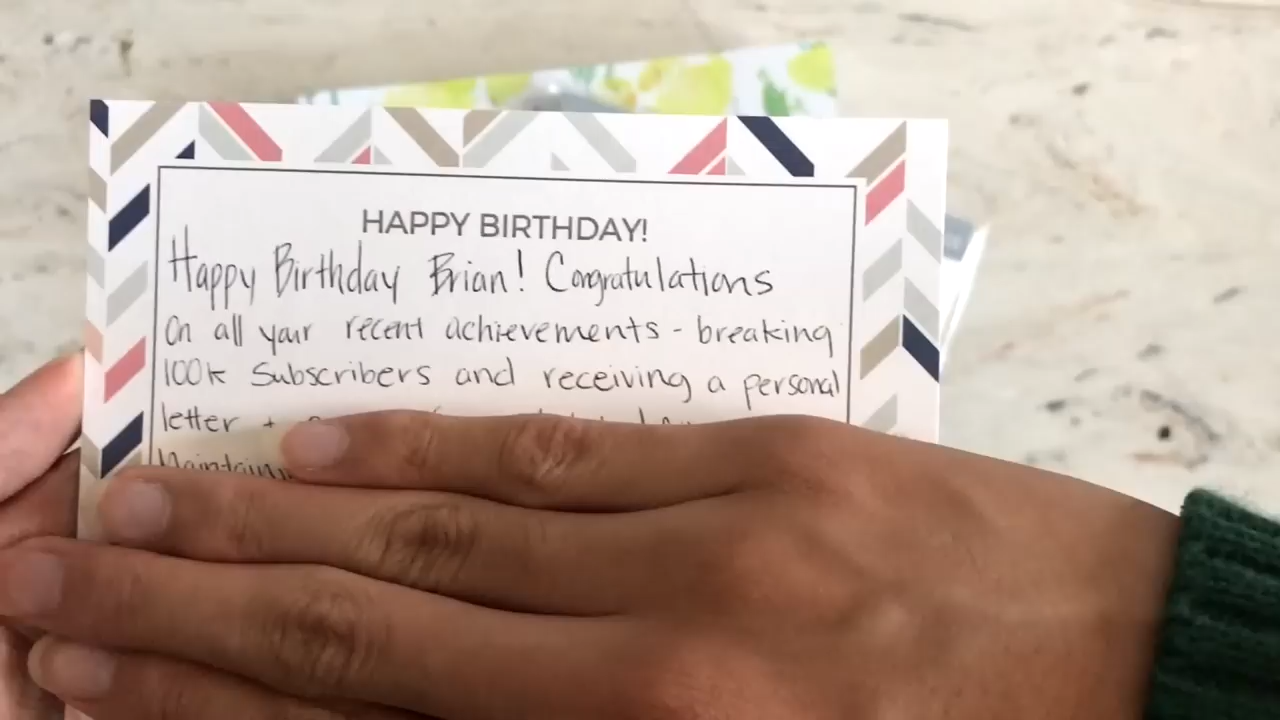 HAPPY BIRTHDAY!
Happy Birthday Brian! Congratulations
On all your recent achievements - breaking
100k Subscribers and receiving a personal
letter +